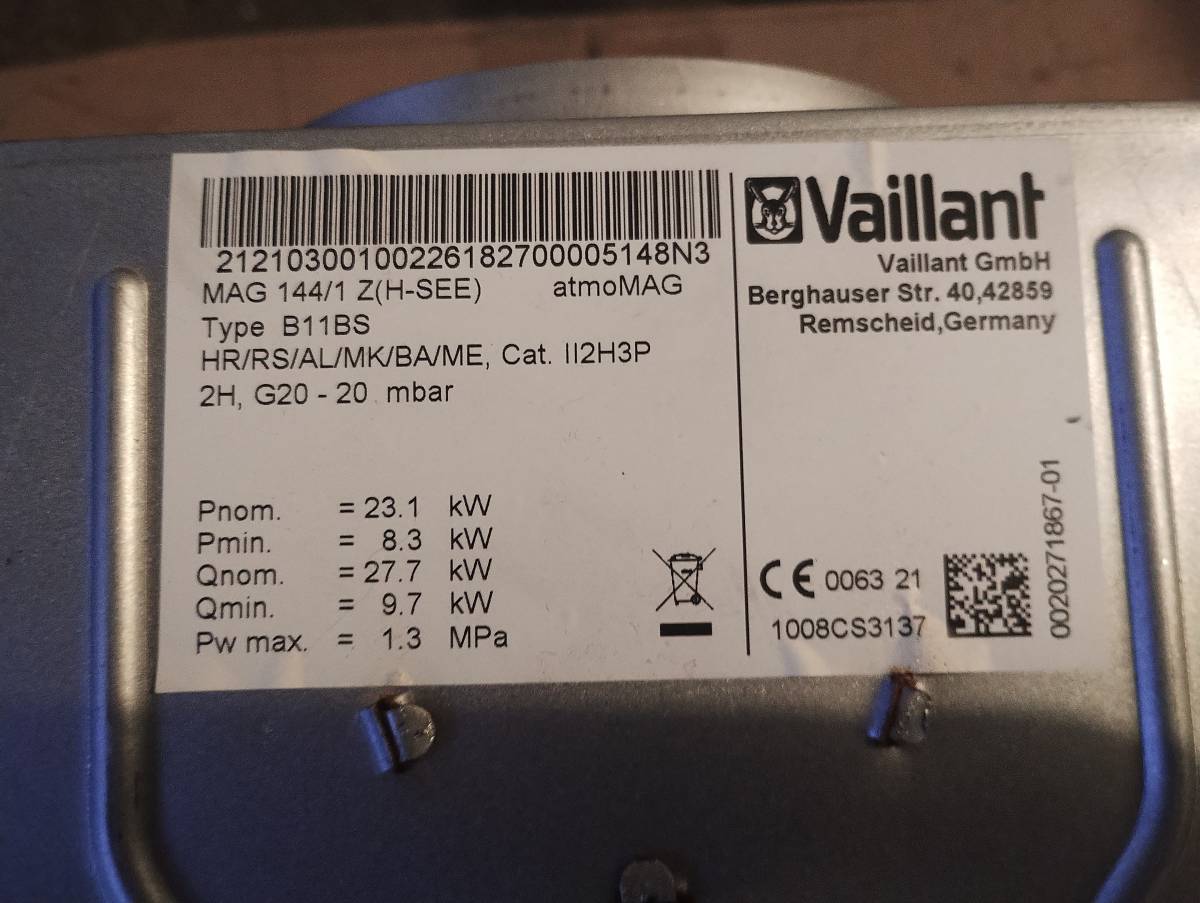 21210300100226182700005148N3
MAG 144/1 Z(H-SEE) atmoMAG
Type B11BS
HR/RS/AL/MK/BA/ME, Cat. II2H3P
2H, G20 - 20 mbar
Pnom. = 23.1 kW
Pmin. = 8.3 kW
Qnom. = 27.7 kW
Qmin. = 9.7 kW
Pw max. = 1.3 MPa
Vaillant
Vaillant GmbH
Berghauser Str. 40,42859
Remscheid,Germany
CE 0063 21
1008CS3137
0020271867-01